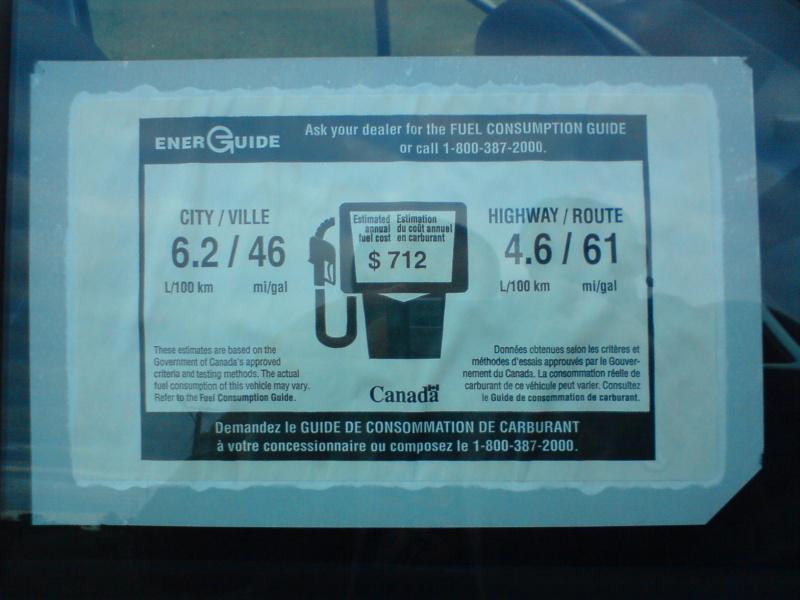 ENERGUIDE
Ask your dealer for the FUEL CONSUMPTION GUIDE
or call 1-800-387-2000.
CITY / VILLE
6.2 / 46
L/100 km mi/gal
Estimated
annual
fuel cost
Estimation
du coût annuel
en carburant
$ 712
HIGHWAY / ROUTE
4.6 / 61
L/100 km mi/gal
These estimates are based on the
Government of Canada's approved
criteria and testing methods. The actual
fuel consumption of this vehicle may vary.
Refer to the Fuel Consumption Guide.
Canada
Données obtenues selon les critères et
méthodes d'essais approuvés par le Gouver-
nement du Canada. La consommation réelle de
carburant de ce véhicule peut varier. Consultez
le Guide de consommation de carburant.
Demandez le GUIDE DE CONSOMMATION DE CARBURANT
à votre concessionnaire ou composez le 1-800-387-2000.